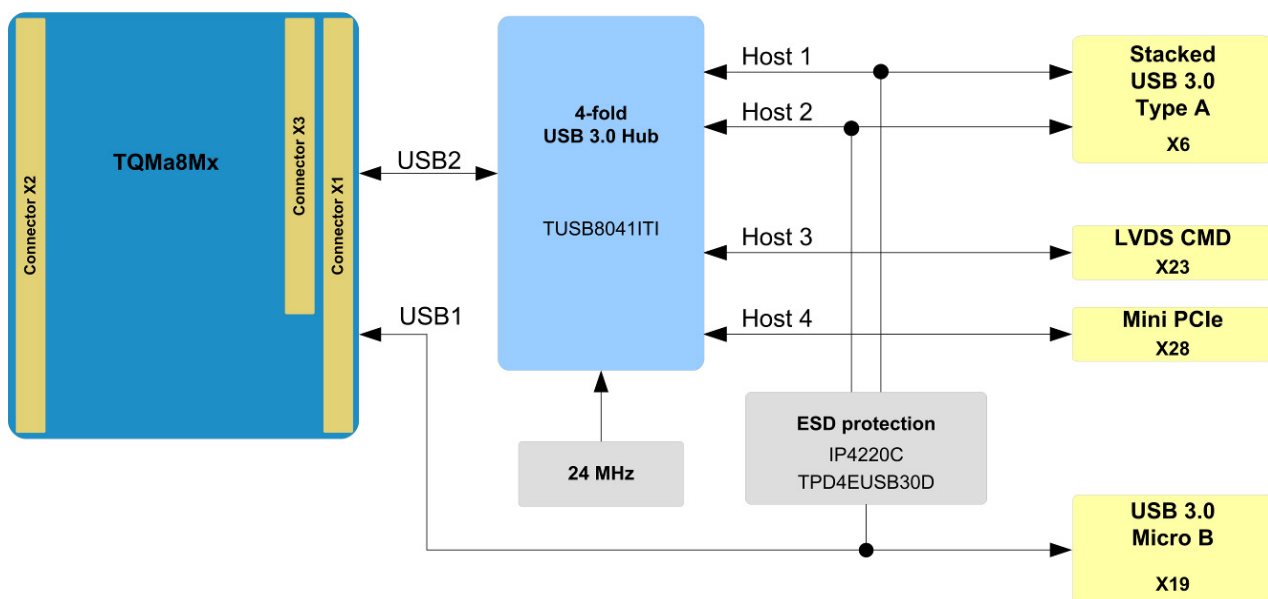 Connector X2
TQMa8Mx
Connector X3
Connector X1
USB2
USB1
4-fold
USB 3.0 Hub
TUSB8041ITI
24 MHz
Host 1
Host 2
Host 3
Host 4
ESD protection
IP4220C
TPD4EUSB30D
Stacked
USB 3.0
Type A
X6
LVDS CMD
X23
Mini PCIe
X28
USB 3.0
Micro B
X19